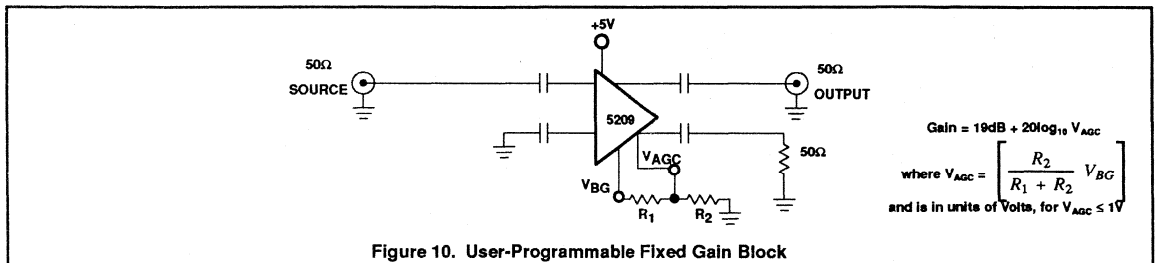 +5V
50Ω
SOURCE
50Ω
OUTPUT
5209
50Ω
VAGC
VBG
R1
R2
Gain = 19dB + 20log10 VAGC
where VAGC = [ R2 / (R1 + R2) VBG ]
and is in units of Volts, for VAGC ≤ 1V
Figure 10. User-Programmable Fixed Gain Block